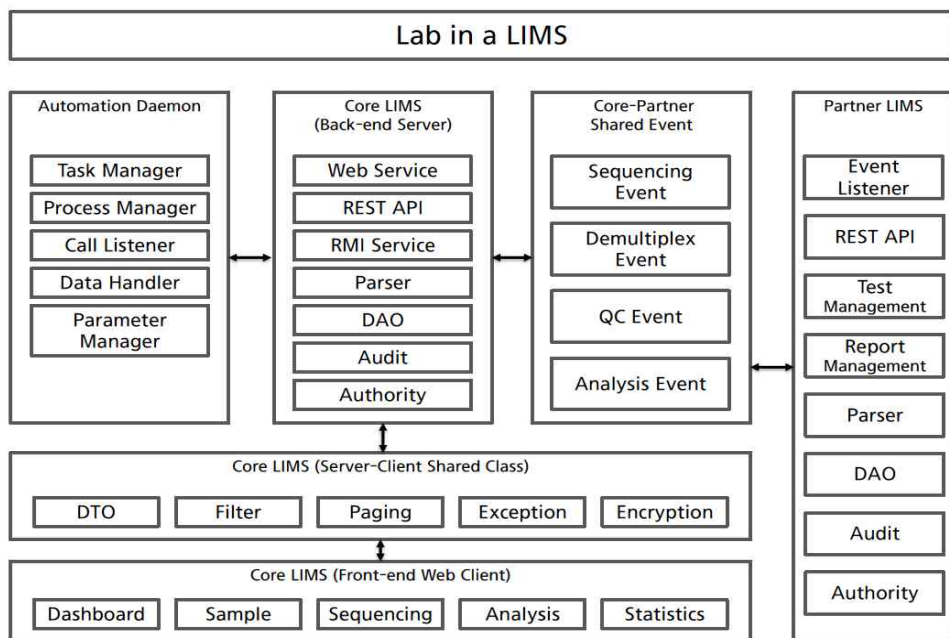 Lab in a LIMS
Automation Daemon
Task Manager
Process Manager
Call Listener
Data Handler
Parameter
Manager
Core LIMS
(Back-end Server)
Web Service
REST API
RMI Service
Parser
DAO
Audit
Authority
Core-Partner
Shared Event
Sequencing
Event
Demultiplex
Event
QC Event
Analysis Event
Partner LIMS
Event
Listener
REST API
Test
Management
Report
Management
Parser
DAO
Audit
Authority
Core LIMS (Server-Client Shared Class)
DTO
Filter
Paging
Exception
Encryption
Core LIMS (Front-end Web Client)
Dashboard
Sample
Sequencing
Analysis
Statistics